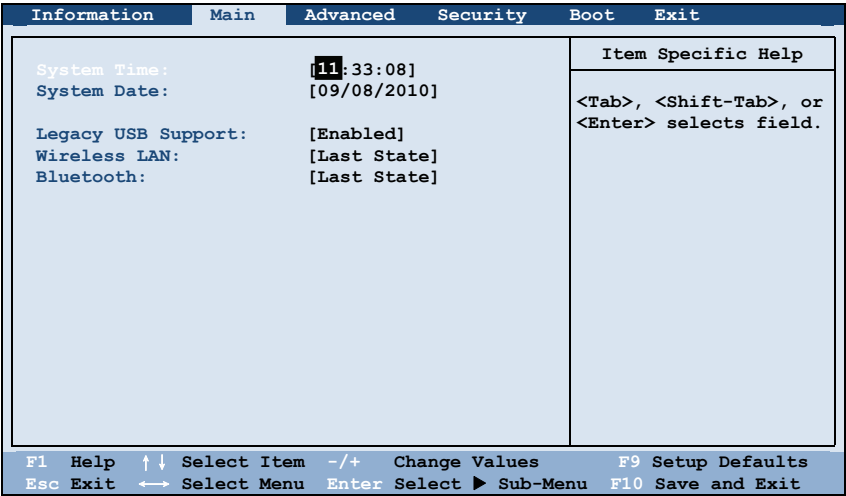 Information Main Advanced Security Boot Exit
Item Specific Help
System Time: [11:33:08]
System Date: [09/08/2010]
<Tab>, <Shift-Tab>, or
<Enter> selects field.
Legacy USB Support: [Enabled]
Wireless LAN: [Last State]
Bluetooth: [Last State]
F1 Help ↑↓ Select Item -/+ Change Values F9 Setup Defaults
Esc Exit ←→ Select Menu Enter Select ▶ Sub-Menu F10 Save and Exit